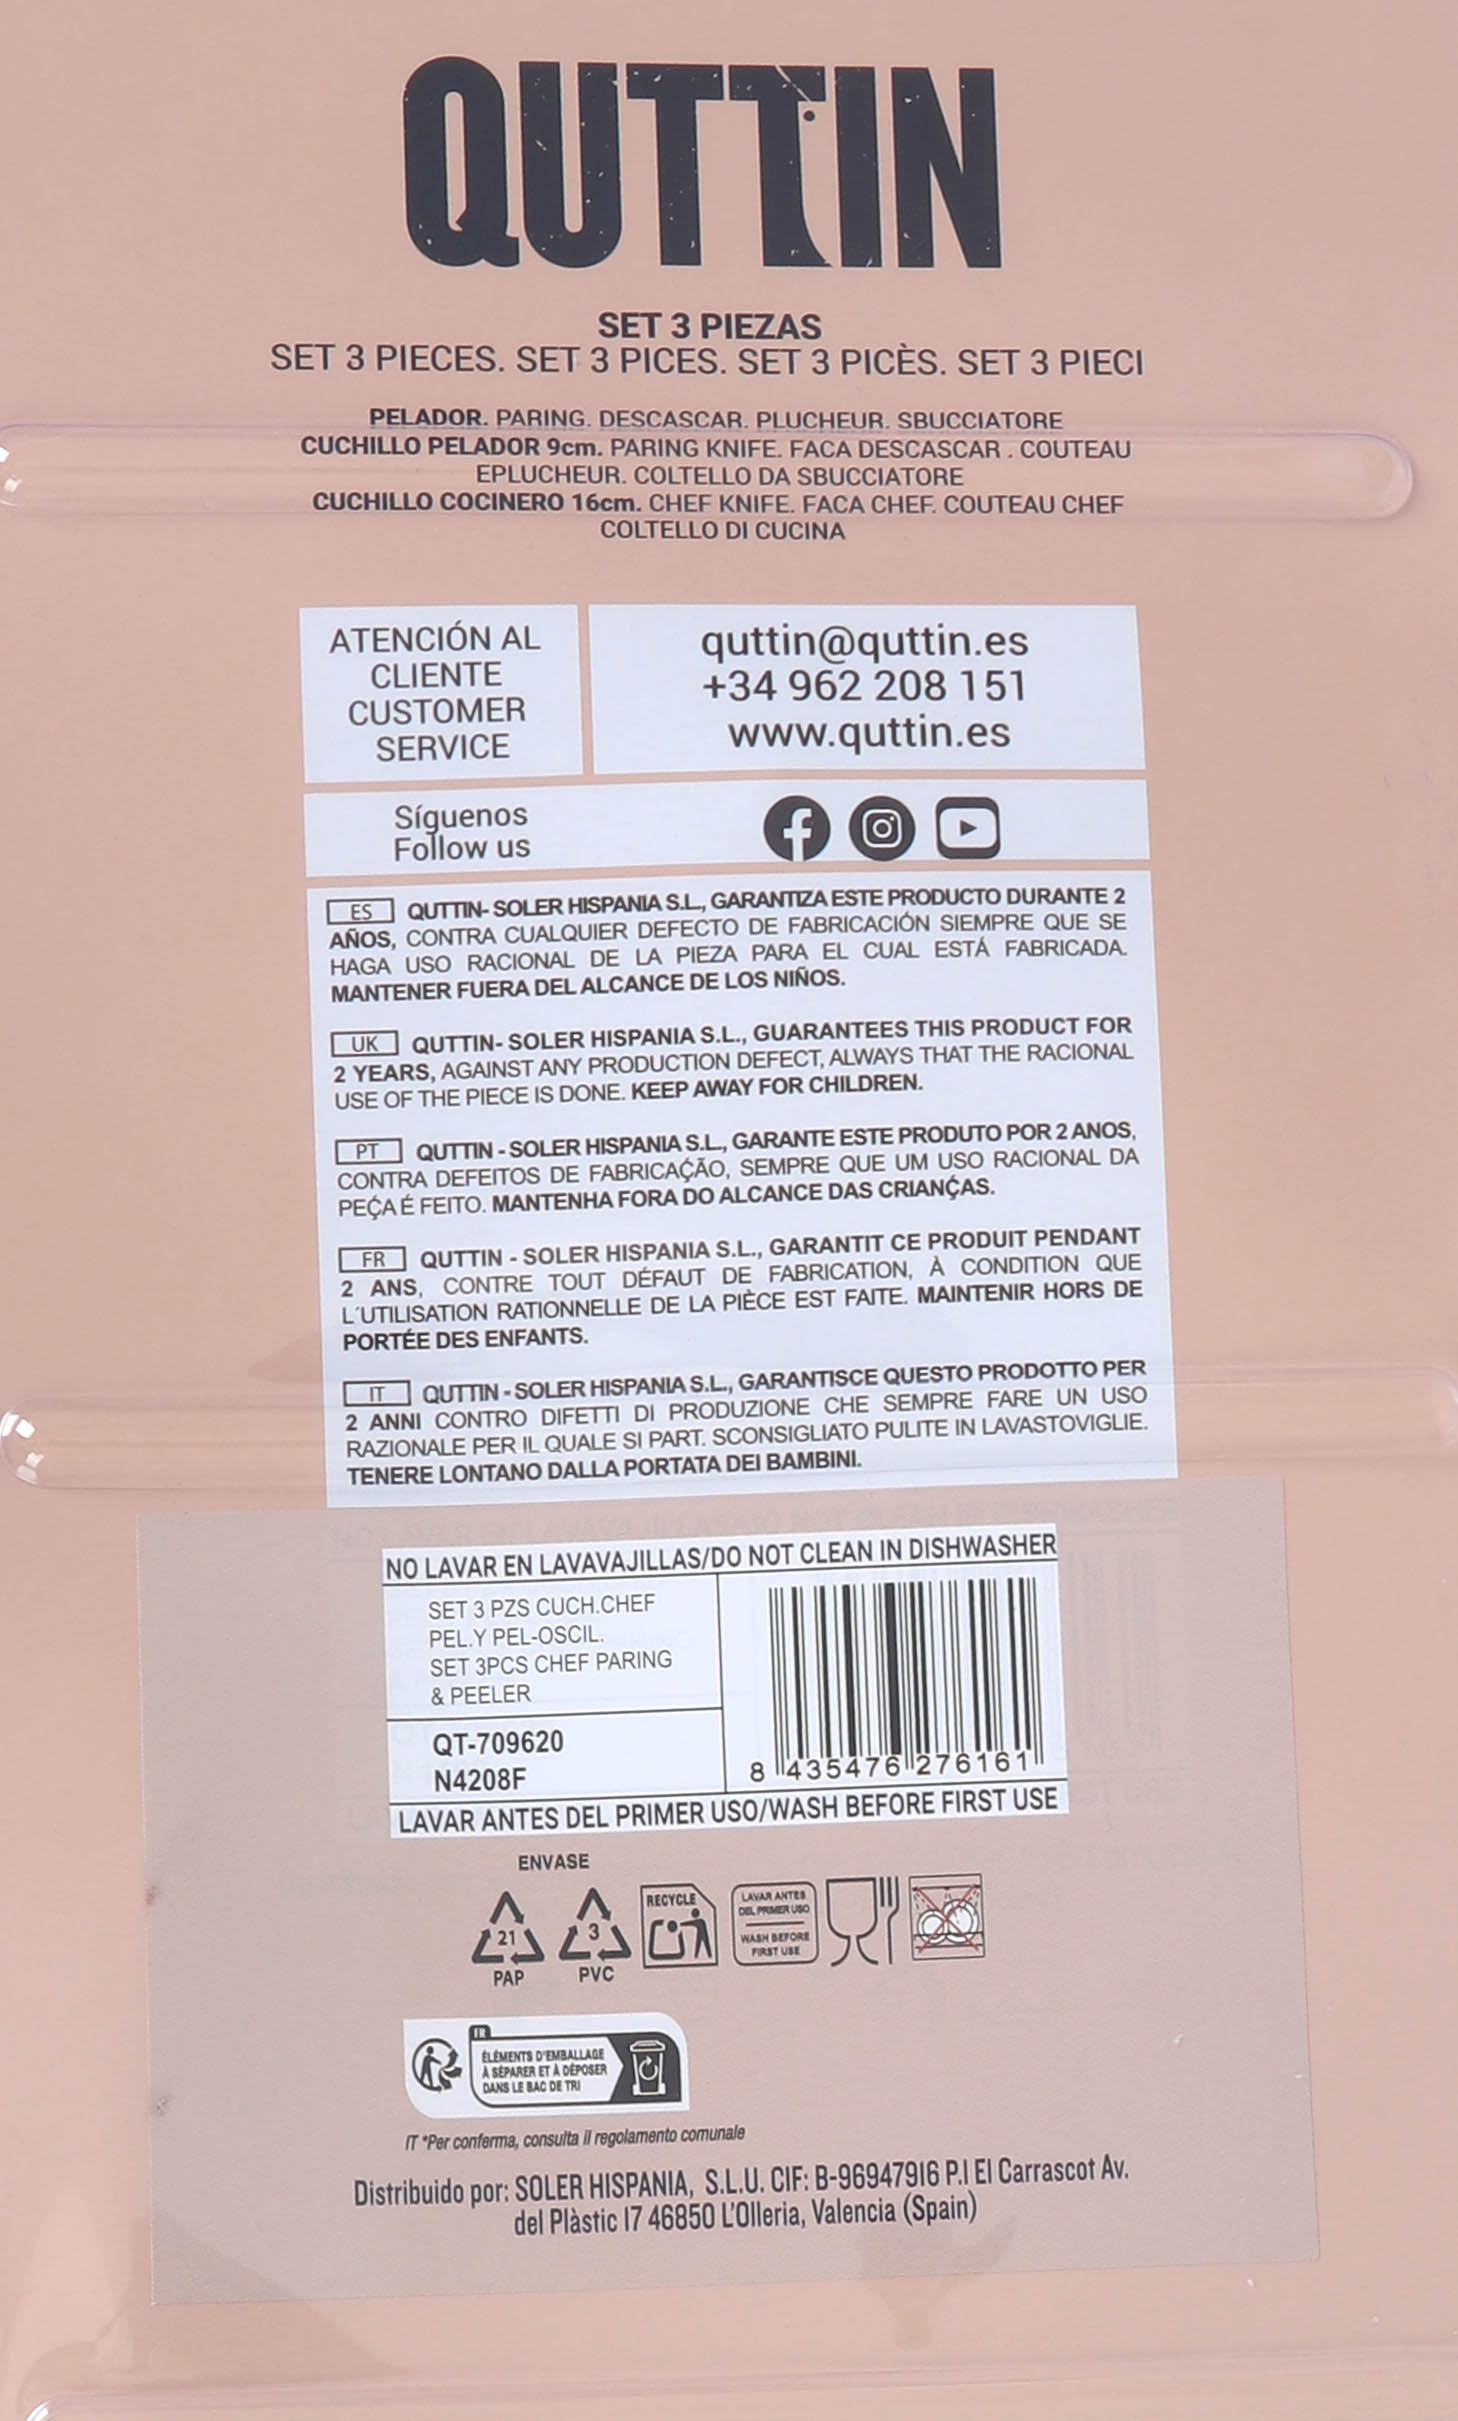 QUTTIN
SET 3 PIEZAS
SET 3 PIECES. SET 3 PICES. SET 3 PICÈS. SET 3 PIECI
PELADOR. PARING. DESCASCAR. PLUCHEUR. SBUCCIATORE
CUCHILLO PELADOR 9cm. PARING KNIFE. FACA DESCASCAR . COUTEAU
EPLUCHEUR. COLTELLO DA SBUCCIATORE
CUCHILLO COCINERO 16cm. CHEF KNIFE. FACA CHEF. COUTEAU CHEF
COLTELLO DI CUCINA
ATENCIÓN AL
CLIENTE
CUSTOMER
SERVICE
quttin@quttin.es
+34 962 208 151
www.quttin.es
Síguenos
Follow us
ES QUTTIN- SOLER HISPANIA S.L., GARANTIZA ESTE PRODUCTO DURANTE 2
AÑOS, CONTRA CUALQUIER DEFECTO DE FABRICACIÓN SIEMPRE QUE SE
HAGA USO RACIONAL DE LA PIEZA PARA EL CUAL ESTÁ FABRICADA.
MANTENER FUERA DEL ALCANCE DE LOS NIÑOS.
UK QUTTIN- SOLER HISPANIA S.L., GUARANTEES THIS PRODUCT FOR
2 YEARS, AGAINST ANY PRODUCTION DEFECT, ALWAYS THAT THE RACIONAL
USE OF THE PIECE IS DONE. KEEP AWAY FOR CHILDREN.
PT QUTTIN - SOLER HISPANIA S.L., GARANTE ESTE PRODUTO POR 2 ANOS,
CONTRA DEFEITOS DE FABRICAÇÃO, SEMPRE QUE UM USO RACIONAL DA
PEÇA É FEITO. MANTENHA FORA DO ALCANCE DAS CRIANÇAS.
FR QUTTIN - SOLER HISPANIA S.L., GARANTIT CE PRODUIT PENDANT
2 ANS, CONTRE TOUT DÉFAUT DE FABRICATION, À CONDITION QUE
L´UTILISATION RATIONNELLE DE LA PIÈCE EST FAITE. MAINTENIR HORS DE
PORTÉE DES ENFANTS.
IT QUTTIN - SOLER HISPANIA S.L., GARANTISCE QUESTO PRODOTTO PER
2 ANNI CONTRO DIFETTI DI PRODUZIONE CHE SEMPRE FARE UN USO
RAZIONALE PER IL QUALE SI PART. SCONSIGLIATO PULITE IN LAVASTOVIGLIE.
TENERE LONTANO DALLA PORTATA DEI BAMBINI.
NO LAVAR EN LAVAVAJILLAS/DO NOT CLEAN IN DISHWASHER
SET 3 PZS CUCH.CHEF
PEL.Y PEL-OSCIL.
SET 3PCS CHEF PARING
& PEELER
QT-709620
N4208F
8 435476 276161
LAVAR ANTES DEL PRIMER USO/WASH BEFORE FIRST USE
ENVASE
21
PAP
3
PVC
RECYCLE
LAVAR ANTES
DEL PRIMER USO
WASH BEFORE
FIRST USE
FR
ÉLÉMENTS D'EMBALLAGE
À SÉPARER ET À DÉPOSER
DANS LE BAC DE TRI
IT *Per conferma, consulta il regolamento comunale
Distribuido por: SOLER HISPANIA, S.L.U. CIF: B-96947916 P.I El Carrascot Av.
del Plàstic 17 46850 L'Olleria, Valencia (Spain)